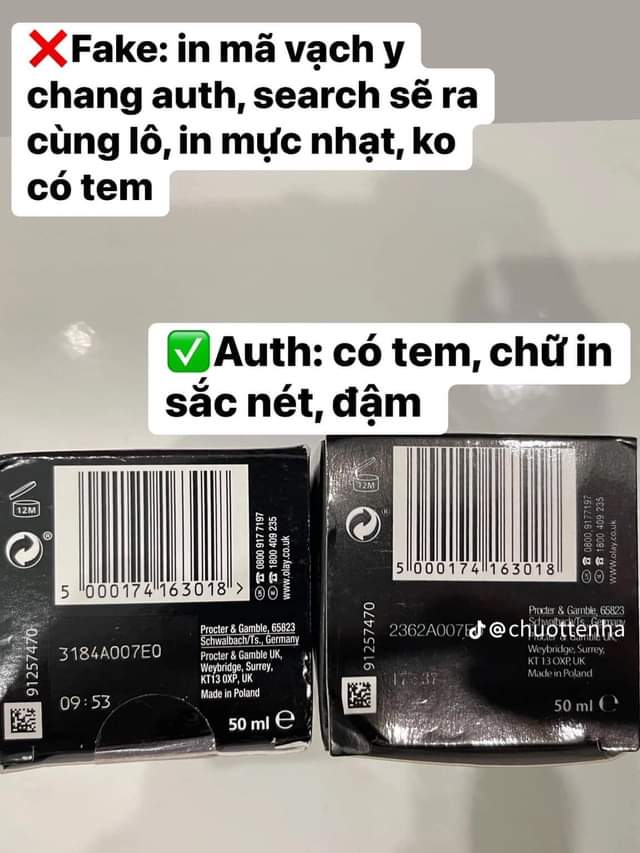 ❌Fake: in mã vạch y
chang auth, search sẽ ra
cùng lô, in mực nhạt, ko
có tem
✅Auth: có tem, chữ in
sắc nét, đậm
12M
5 000174 163018 >
0800 917 7197
1800 409 235
www.olay.co.uk
91257470
3184A007E0
09:53
Procter & Gamble, 65823
Schwalbach/Ts., Germany
Procter & Gamble UK,
Weybridge, Surrey,
KT13 0XP, UK
Made in Poland
50 ml e
12M
5 000174 163018
0800 9177197
1800 409 235
www.olay.co.uk
91257470
2362A007E
@chuottenha
Procter & Gamble, 65823
Schwalbach/Ts., Germany
Procter & Gamble UK,
Weybridge, Surrey,
KT13 0XP, UK
Made in Poland
17:37
50 ml e